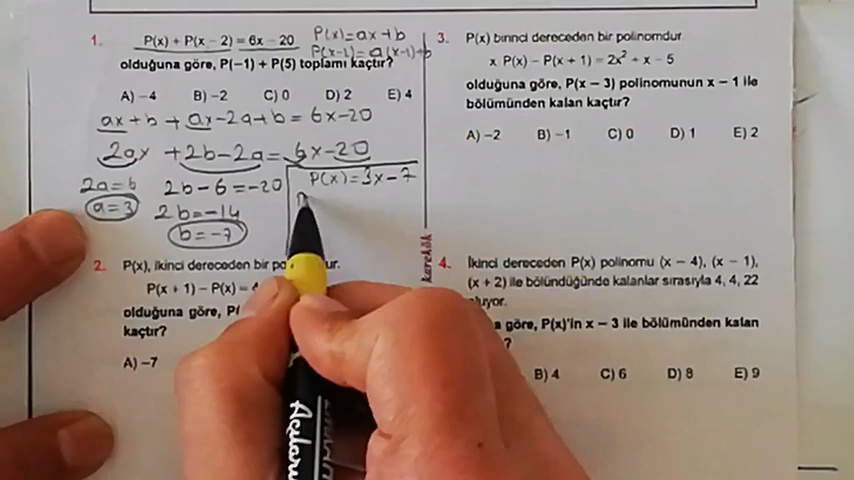 1. P(x) + P(x – 2) = 6x – 20
P(x)=ax+b
P(x-2)=a(x-2)+b
olduğuna göre, P(–1) + P(5) toplamı kaçtır?
A) –4 B) –2 C) 0 D) 2 E) 4
ax+b+ax-2a+b=6x-20
2ax+2b-2a=6x-20
2a=6 2b-6=-20 P(x)=3x-7
a=3 2b=-14
b=-7
2. P(x), ikinci dereceden bir
P(x + 1) – P(x) =
olduğuna göre,
kaçtır?
A) –7
3. P(x) birinci dereceden bir polinomdur.
x P(x) – P(x + 1) = 2x² + x – 5
olduğuna göre, P(x – 3) polinomunun x – 1 ile
bölümünden kalan kaçtır?
A) –2 B) –1 C) 0 D) 1 E) 2
karekök
4. İkinci dereceden P(x) polinomu (x – 4), (x – 1),
(x + 2) ile bölündüğünde kalanlar sırasıyla 4, 4, 22
göre, P(x)'in x – 3 ile bölümünden kalan
?
B) 4 C) 6 D) 8 E) 9